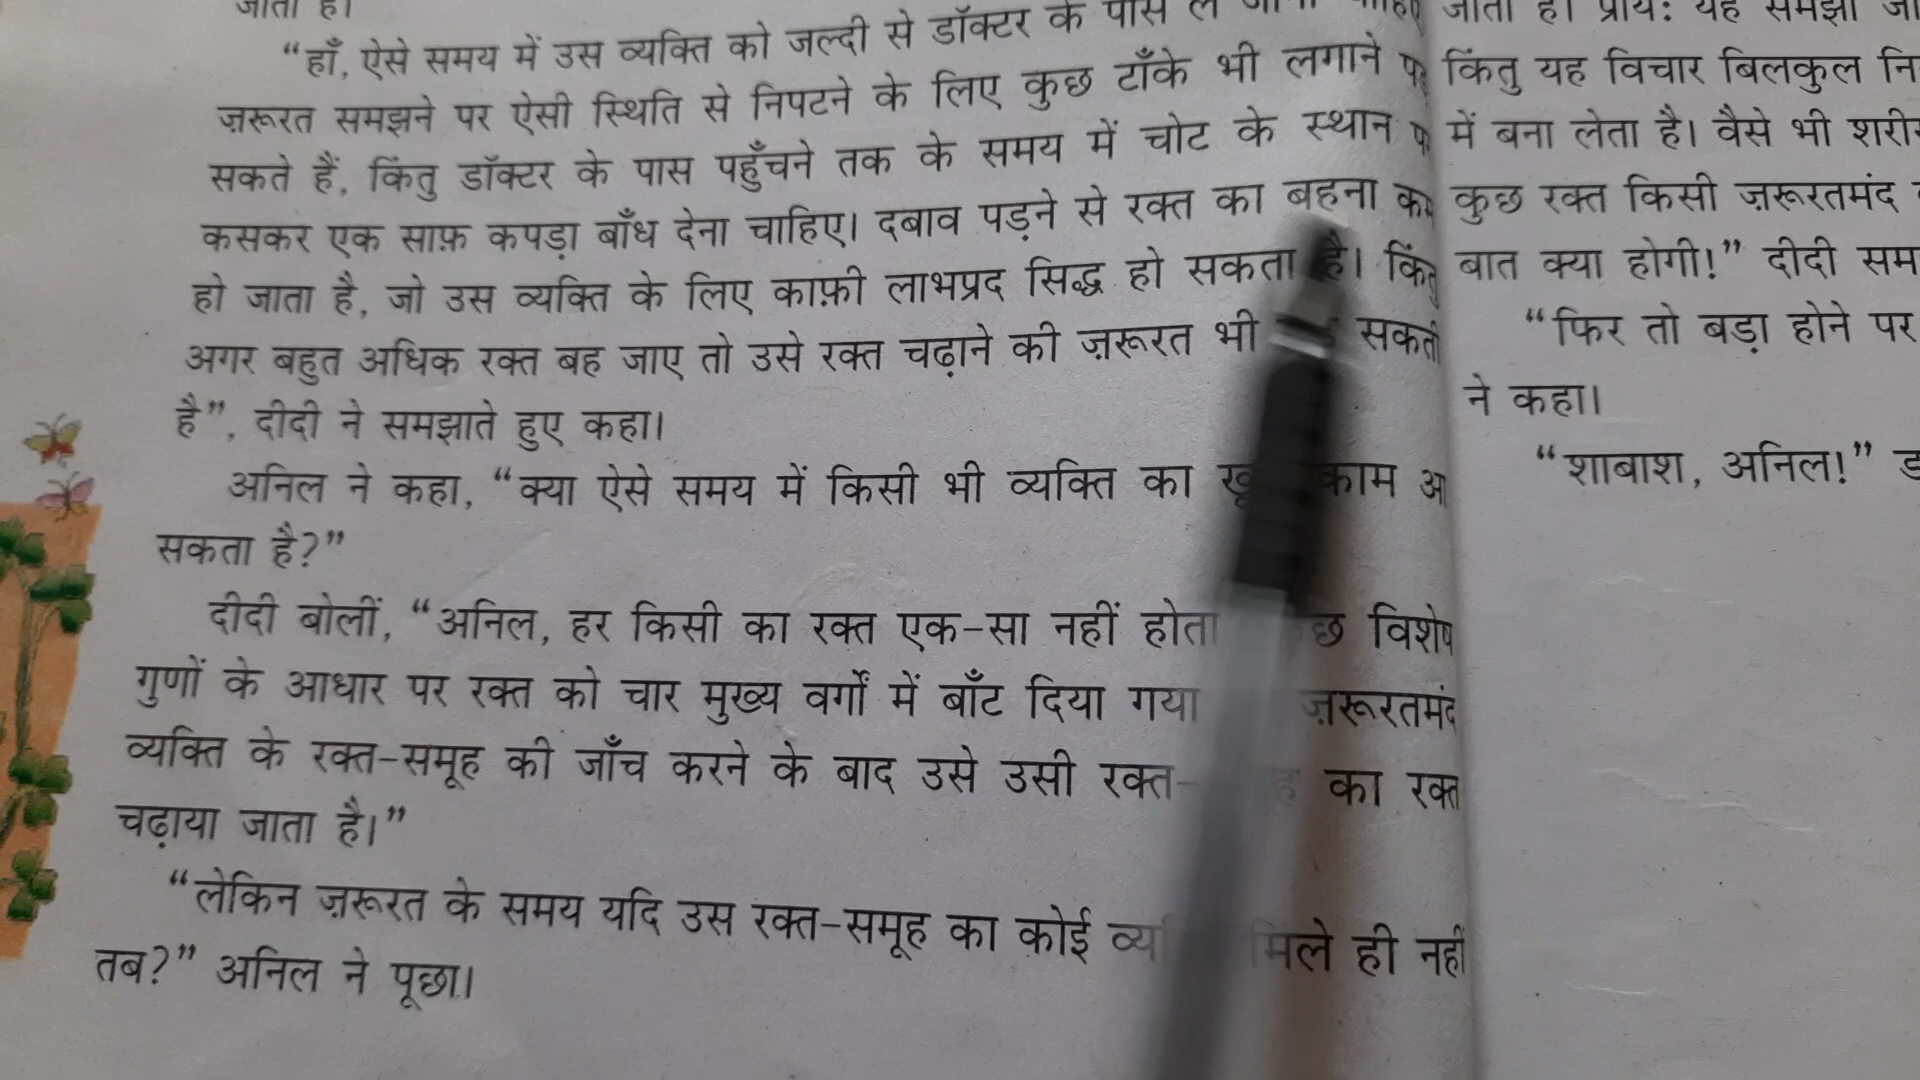 जाता है।
“हाँ, ऐसे समय में उस व्यक्ति को जल्दी से डॉक्टर के पास
ज़रूरत समझने पर ऐसी स्थिति से निपटने के लिए कुछ टाँके भी लगाने
सकते हैं, किंतु डॉक्टर के पास पहुँचने तक के समय में चोट के स्थान
कसकर एक साफ़ कपड़ा बाँध देना चाहिए। दबाव पड़ने से रक्त का बहना
हो जाता है, जो उस व्यक्ति के लिए काफ़ी लाभप्रद सिद्ध हो सकता है। किंतु
अगर बहुत अधिक रक्त बह जाए तो उसे रक्त चढ़ाने की ज़रूरत भी सकती
है”, दीदी ने समझाते हुए कहा।
अनिल ने कहा, “क्या ऐसे समय में किसी भी व्यक्ति का काम
सकता है?”
दीदी बोलीं, “अनिल, हर किसी का रक्त एक-सा नहीं होता विशेष
गुणों के आधार पर रक्त को चार मुख्य वर्गों में बाँट दिया गया ज़रूरतमंद
व्यक्ति के रक्त-समूह की जाँच करने के बाद उसे उसी रक्त- का रक्त
चढ़ाया जाता है।”
“लेकिन ज़रूरत के समय यदि उस रक्त-समूह का कोई मिले ही नहीं
तब?” अनिल ने पूछा।
जाता है। प्राय: यह समझा
किंतु यह विचार बिलकुल
में बना लेता है। वैसे भी
कुछ रक्त किसी ज़रूरतमंद
बात क्या होगी!” दीदी
“फिर तो बड़ा होने पर
ने कहा।
“शाबाश, अनिल!”